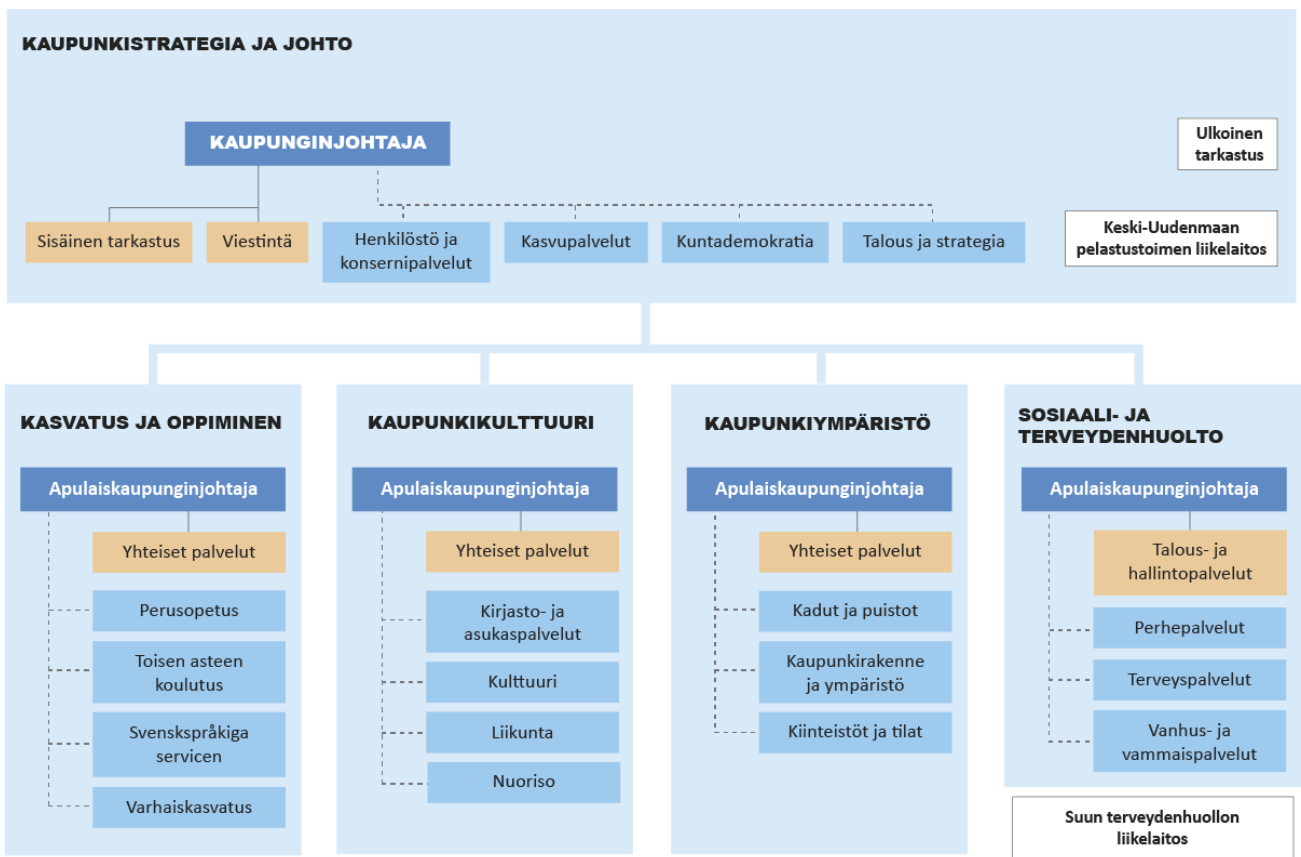 KAUPUNKISTRATEGIA JA JOHTO
KAUPUNGINJOHTAJA
Ulkoinen
tarkastus
Sisäinen tarkastus
Viestintä
Henkilöstö ja
konsernipalvelut
Kasvupalvelut
Kuntademokratia
Talous ja strategia
Keski-Uudenmaan
pelastustoimen liikelaitos
KASVATUS JA OPPIMINEN
Apulaiskaupunginjohtaja
Yhteiset palvelut
Perusopetus
Toisen asteen
koulutus
Svenskspråkiga
servicen
Varhaiskasvatus
KAUPUNKIKULTTUURI
Apulaiskaupunginjohtaja
Yhteiset palvelut
Kirjasto- ja
asukaspalvelut
Kulttuuri
Liikunta
Nuoriso
KAUPUNKIYMPÄRISTÖ
Apulaiskaupunginjohtaja
Yhteiset palvelut
Kadut ja puistot
Kaupunkirakenne
ja ympäristö
Kiinteistöt ja tilat
SOSIAALI- JA
TERVEYDENHUOLTO
Apulaiskaupunginjohtaja
Talous- ja
hallintopalvelut
Perhepalvelut
Terveyspalvelut
Vanhus- ja
vammaispalvelut
Suun terveydenhuollon
liikelaitos